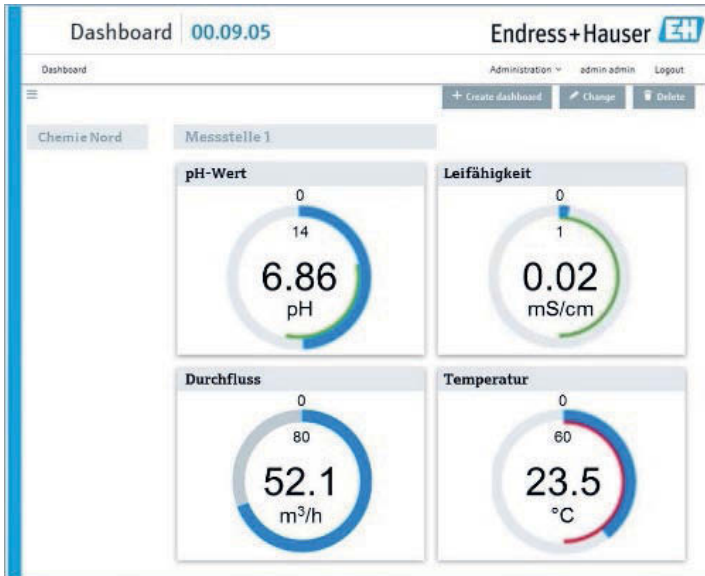 Dashboard 00.09.05
Endress+Hauser EH
Dashboard
Administration admin admin Logout
+ Create dashboard Change Delete
Chemie Nord
Messstelle 1
pH-Wert
0
14
6.86
pH
Leifähigkeit
0
1
0.02
mS/cm
Durchfluss
0
80
52.1
m³/h
Temperatur
0
60
23.5
°C